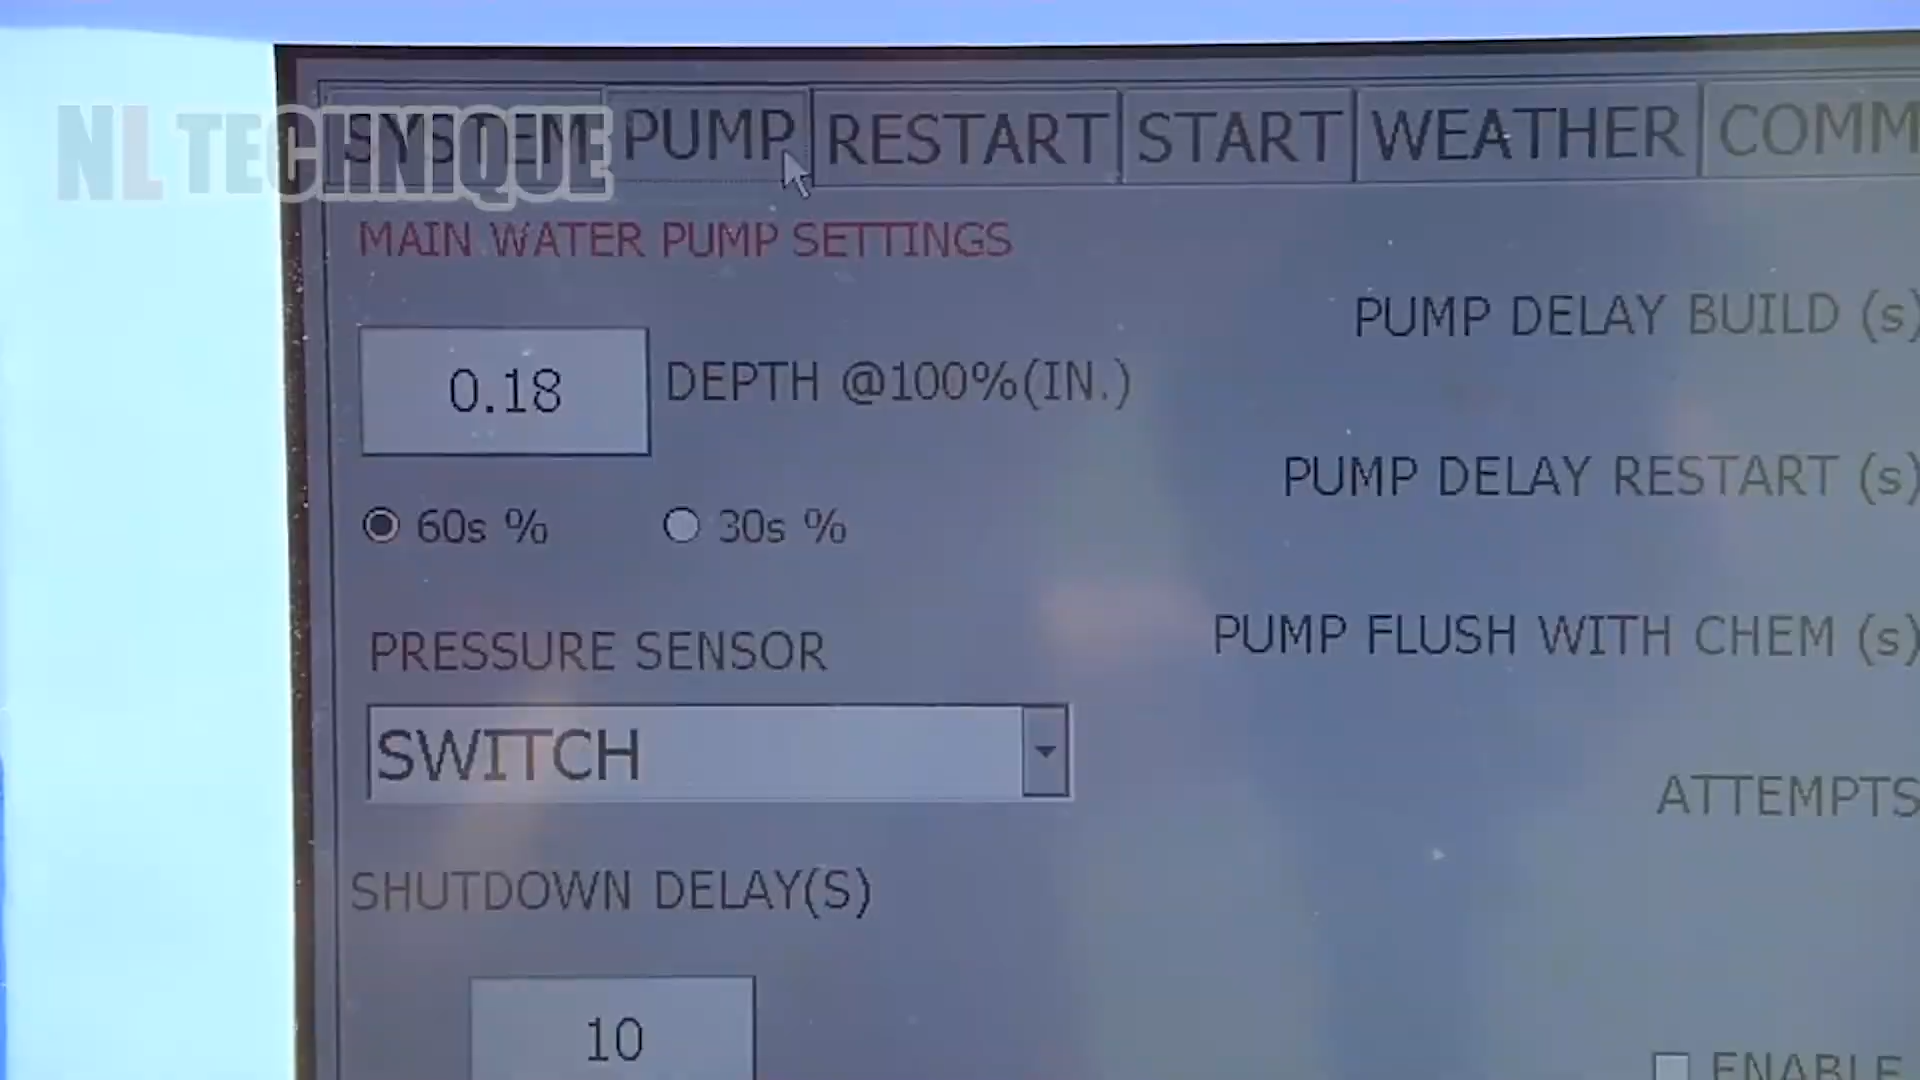 NL TECHNIQUE
SYSTEM PUMP RESTART START WEATHER COMM
MAIN WATER PUMP SETTINGS
PUMP DELAY BUILD (s)
0.18 DEPTH @100%(IN.)
PUMP DELAY RESTART (s)
60s % 30s %
PUMP FLUSH WITH CHEM (s)
PRESSURE SENSOR
SWITCH
ATTEMPTS
SHUTDOWN DELAY(S)
10
ENABLE